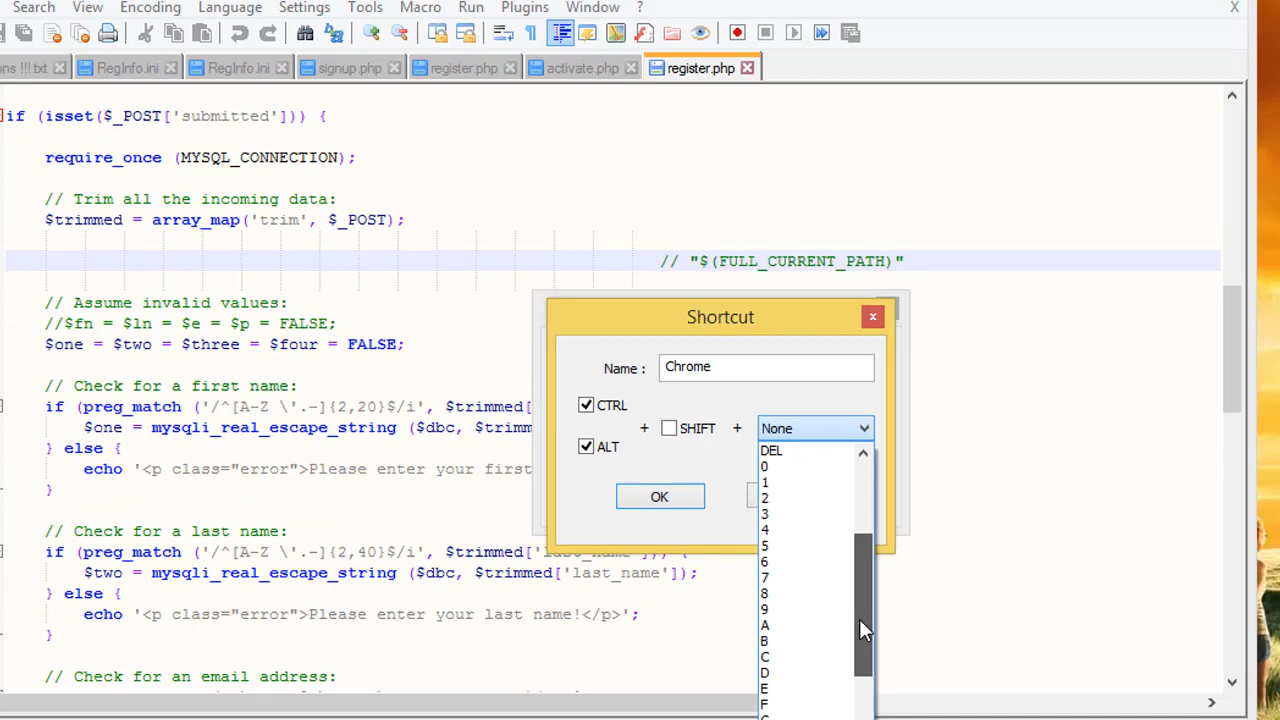 Search View Encoding Language Settings Tools Macro Run Plugins Window ? X
ons !!!.txt RegInfo.ini RegInfo.ini signup.php register.php activate.php register.php
if (isset($_POST['submitted'])) {
require_once (MYSQL_CONNECTION);
// Trim all the incoming data:
$trimmed = array_map('trim', $_POST);
// "$(FULL_CURRENT_PATH)"
// Assume invalid values:
//$fn = $ln = $e = $p = FALSE;
$one = $two = $three = $four = FALSE;
// Check for a first name:
if (preg_match ('/^[A-Z \'.-]{2,20}$/i', $trimmed[
$one = mysqli_real_escape_string ($dbc, $trimm
} else {
echo '<p class="error">Please enter your first
}
// Check for a last name:
if (preg_match ('/^[A-Z \'.-]{2,40}$/i', $trimmed['last_name'])) {
$two = mysqli_real_escape_string ($dbc, $trimmed['last_name']);
} else {
echo '<p class="error">Please enter your last name!</p>';
}
// Check for an email address:
Shortcut
x
Name : Chrome
CTRL
+ SHIFT + None
ALT
OK
DEL
0
1
2
3
4
5
6
7
8
9
A
B
C
D
E
F